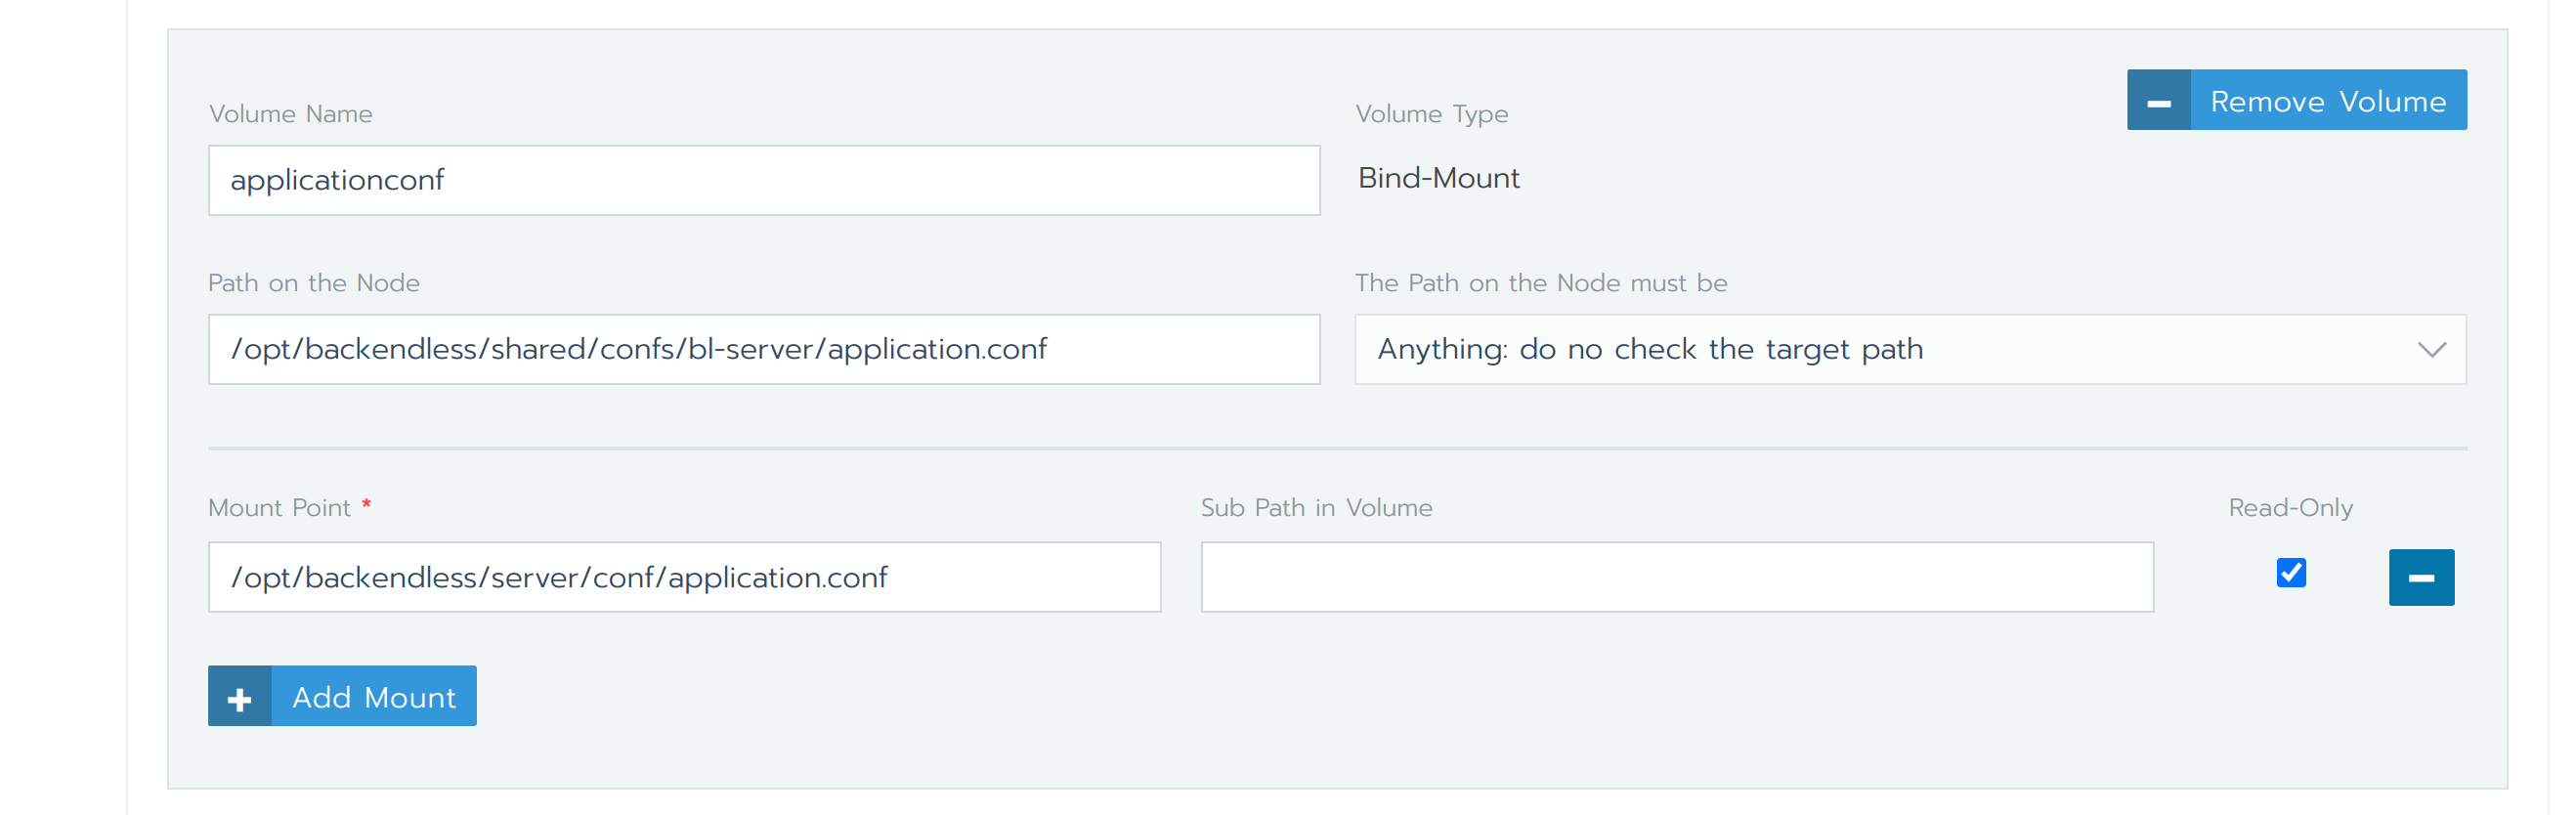 Volume Name
Volume Type
Remove Volume
applicationconf
Bind-Mount
Path on the Node
The Path on the Node must be
/opt/backendless/shared/confs/bl-server/application.conf
Anything: do no check the target path
Mount Point *
Sub Path in Volume
Read-Only
/opt/backendless/server/conf/application.conf
Add Mount